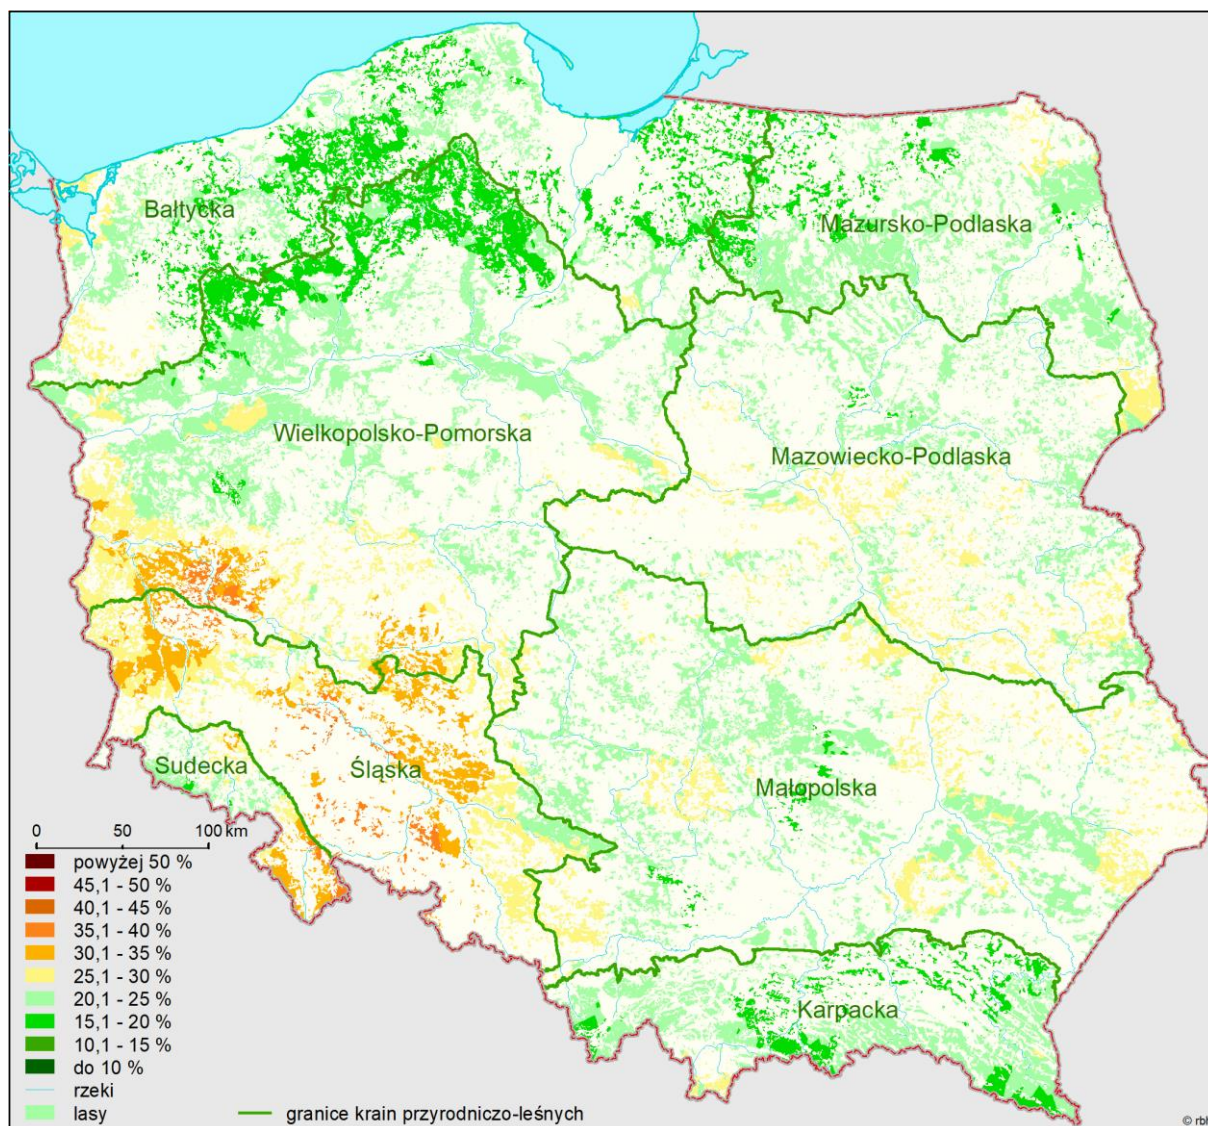 Bałtycka
Mazursko-Podlaska
Wielkopolsko-Pomorska
Mazowiecko-Podlaska
Sudecka
Śląska
Małopolska
Karpacka
0 50 100 km
powyżej 50 %
45,1 - 50 %
40,1 - 45 %
35,1 - 40 %
30,1 - 35 %
25,1 - 30 %
20,1 - 25 %
15,1 - 20 %
10,1 - 15 %
do 10 %
rzeki
lasy
granice krain przyrodniczo-leśnych